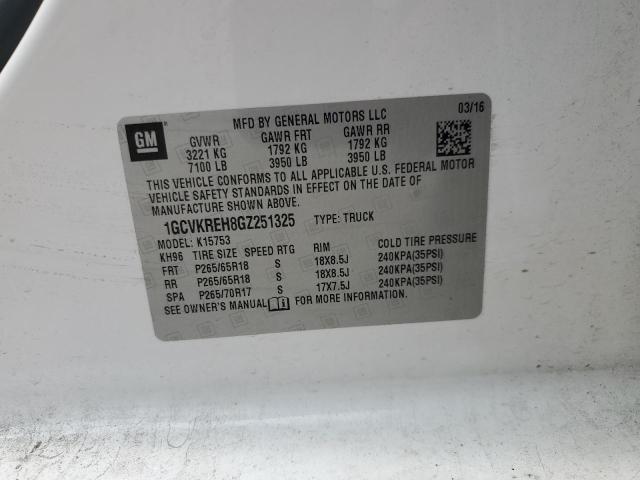 MFD BY GENERAL MOTORS LLC 03/16
GM GVWR GAWR FRT GAWR RR
3221 KG 1792 KG 1792 KG
7100 LB 3950 LB 3950 LB
THIS VEHICLE CONFORMS TO ALL APPLICABLE U.S. FEDERAL MOTOR
VEHICLE SAFETY STANDARDS IN EFFECT ON THE DATE OF
MANUFACTURE SHOWN ABOVE.
1GCVKREH8GZ251325 TYPE: TRUCK
MODEL: K15753
KH96 TIRE SIZE SPEED RTG RIM COLD TIRE PRESSURE
FRT P265/65R18 S 18X8.5J 240KPA(35PSI)
RR P265/65R18 S 18X8.5J 240KPA(35PSI)
SPA P265/70R17 S 17X7.5J 240KPA(35PSI)
SEE OWNER'S MANUAL FOR MORE INFORMATION.